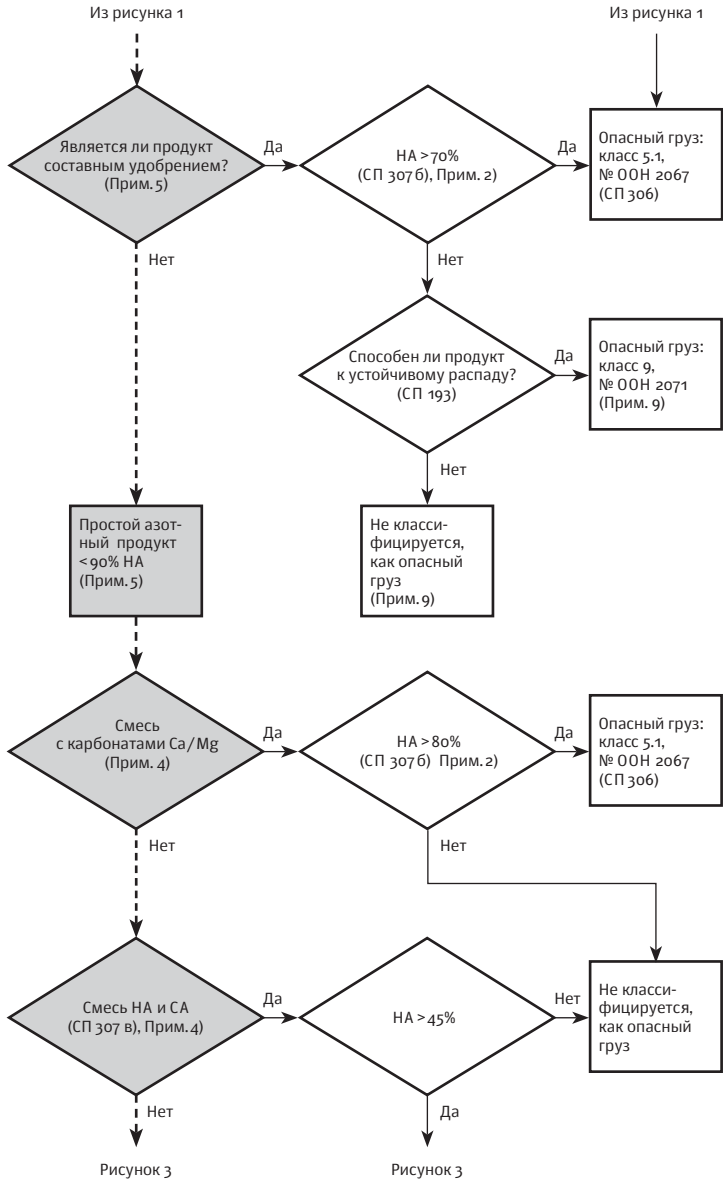 Из рисунка 1
Из рисунка 1
Является ли продукт
составным удобрением?
(Прим. 5)
Да
НА >70%
(СП 307 б), Прим. 2)
Да
Опасный груз:
класс 5.1,
№ ООН 2067
(СП 306)
Нет
Нет
Способен ли продукт
к устойчивому распаду?
(СП 193)
Да
Опасный груз:
класс 9,
№ ООН 2071
(Прим. 9)
Нет
Простой азот-
ный продукт
<90% НА
(Прим. 5)
Не класси-
фицируется,
как опасный
груз
(Прим. 9)
Смесь
с карбонатами Ca/Mg
(Прим. 4)
Да
НА >80%
(СП 307б) Прим. 2)
Да
Опасный груз:
класс 5.1,
№ ООН 2067
(СП 306)
Нет
Нет
Смесь НА и СА
(СП 307 в), Прим. 4)
Да
НА >45%
Нет
Не класси-
фицируется,
как опасный
груз
Нет
Да
Рисунок 3
Рисунок 3